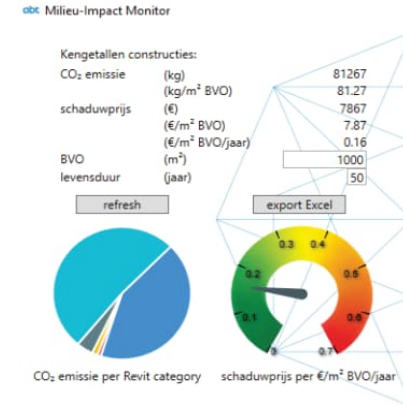 abt Milieu-Impact Monitor
Kengetallen constructies:
CO₂ emissie (kg) 81267
(kg/m² BVO) 81.27
schaduwprijs (€) 7867
(€/m² BVO) 7.87
(€/m² BVO/jaar) 0.16
BVO (m²) 1000
levensduur (jaar) 50
refresh export Excel
0.3 0.4
0.2 0.5
0.1 0.6
0 0.7
CO₂ emissie per Revit category schaduwprijs per €/m² BVO/jaar